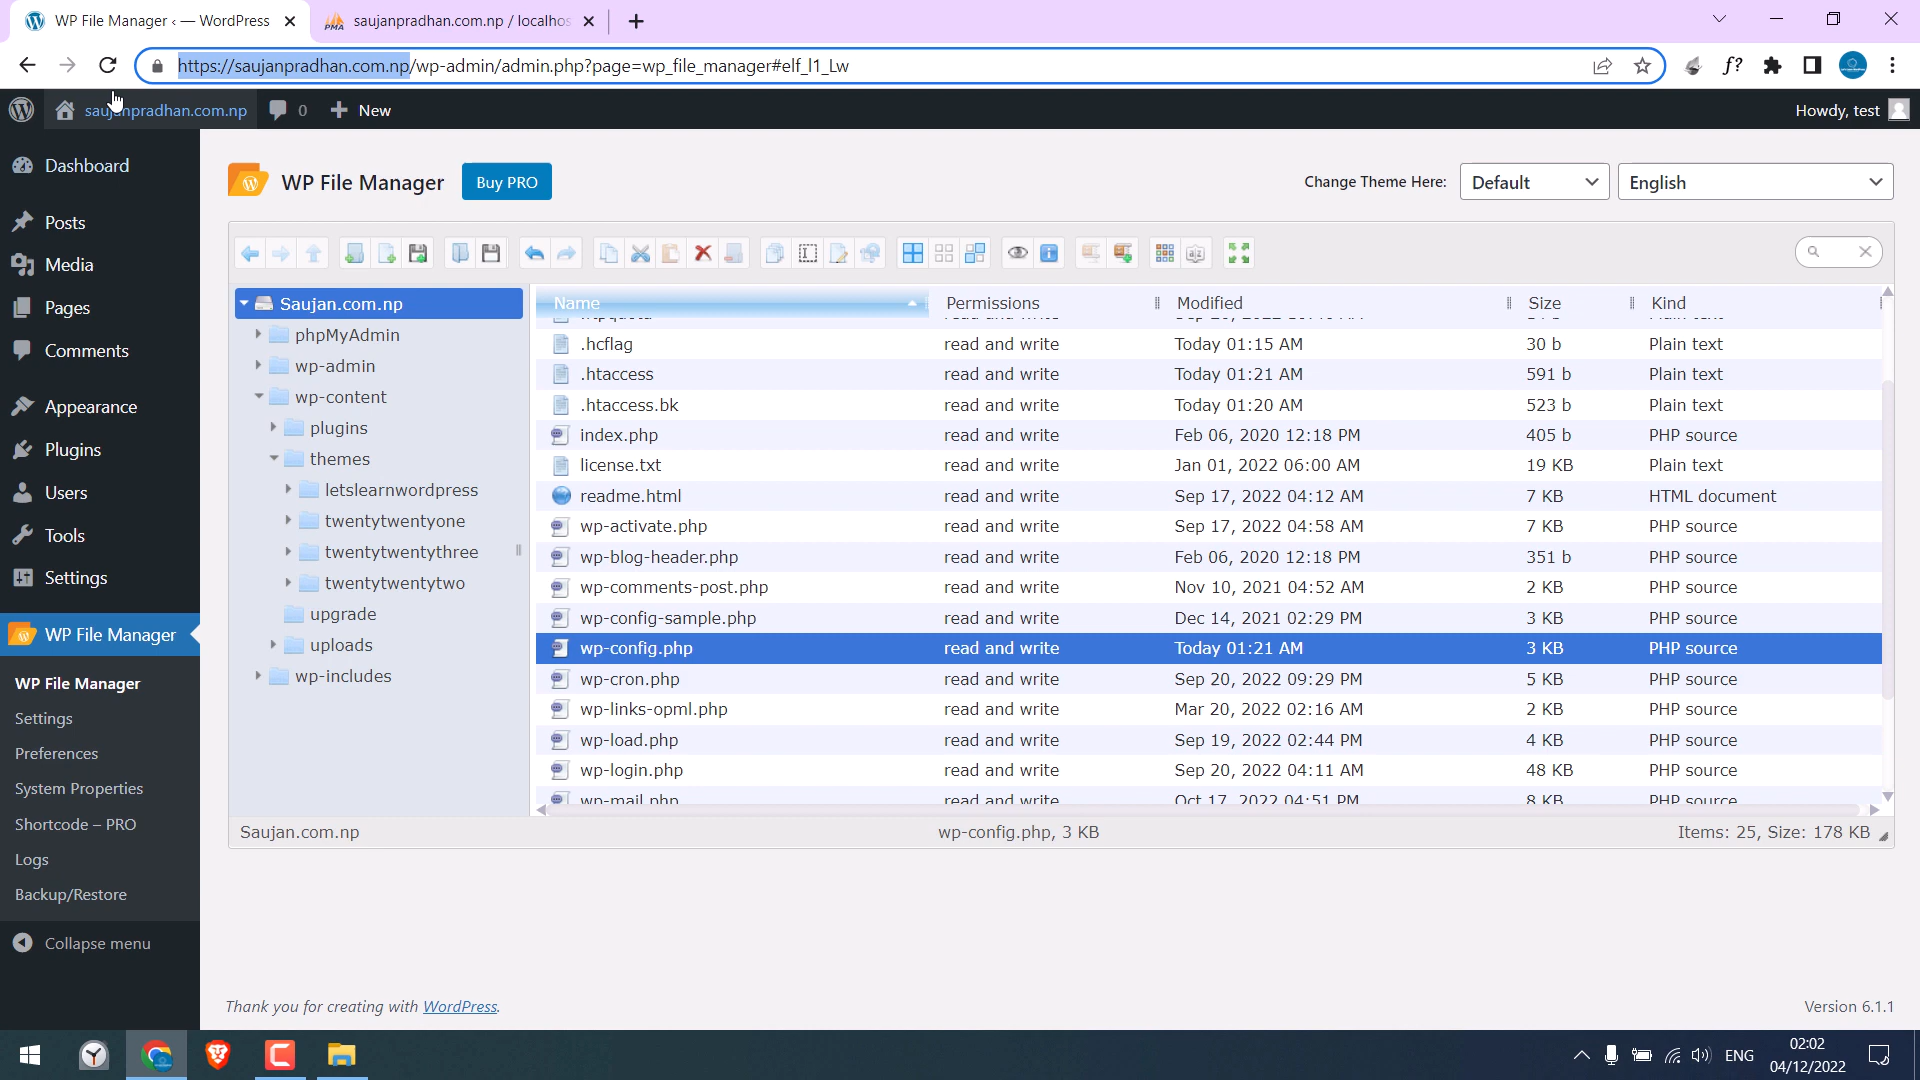 WP File Manager ‹ — WordPress
saujanpradhan.com.np / localhos
https://saujanpradhan.com.np/wp-admin/admin.php?page=wp_file_manager#elf_l1_Lw
saujanpradhan.com.np 0 New
Howdy, test
Dashboard
Posts
Media
Pages
Comments
Appearance
Plugins
Users
Tools
Settings
WP File Manager
WP File Manager
Settings
Preferences
System Properties
Shortcode – PRO
Logs
Backup/Restore
Collapse menu
WP File Manager Buy PRO
Change Theme Here: Default English
Saujan.com.np
phpMyAdmin
wp-admin
wp-content
plugins
themes
letslearnwordpress
twentytwentyone
twentytwentythree
twentytwentytwo
upgrade
uploads
wp-includes
Name Permissions Modified Size Kind
.hcflag read and write Today 01:15 AM 30 b Plain text
.htaccess read and write Today 01:21 AM 591 b Plain text
.htaccess.bk read and write Today 01:20 AM 523 b Plain text
index.php read and write Feb 06, 2020 12:18 PM 405 b PHP source
license.txt read and write Jan 01, 2022 06:00 AM 19 KB Plain text
readme.html read and write Sep 17, 2022 04:12 AM 7 KB HTML document
wp-activate.php read and write Sep 17, 2022 04:58 AM 7 KB PHP source
wp-blog-header.php read and write Feb 06, 2020 12:18 PM 351 b PHP source
wp-comments-post.php read and write Nov 10, 2021 04:52 AM 2 KB PHP source
wp-config-sample.php read and write Dec 14, 2021 02:29 PM 3 KB PHP source
wp-config.php read and write Today 01:21 AM 3 KB PHP source
wp-cron.php read and write Sep 20, 2022 09:29 PM 5 KB PHP source
wp-links-opml.php read and write Mar 20, 2022 02:16 AM 2 KB PHP source
wp-load.php read and write Sep 19, 2022 02:44 PM 4 KB PHP source
wp-login.php read and write Sep 20, 2022 04:11 AM 48 KB PHP source
wp-mail.php read and write Oct 17, 2022 04:51 PM 8 KB PHP source
Saujan.com.np wp-config.php, 3 KB Items: 25, Size: 178 KB
Thank you for creating with WordPress.
Version 6.1.1
ENG
02:02
04/12/2022